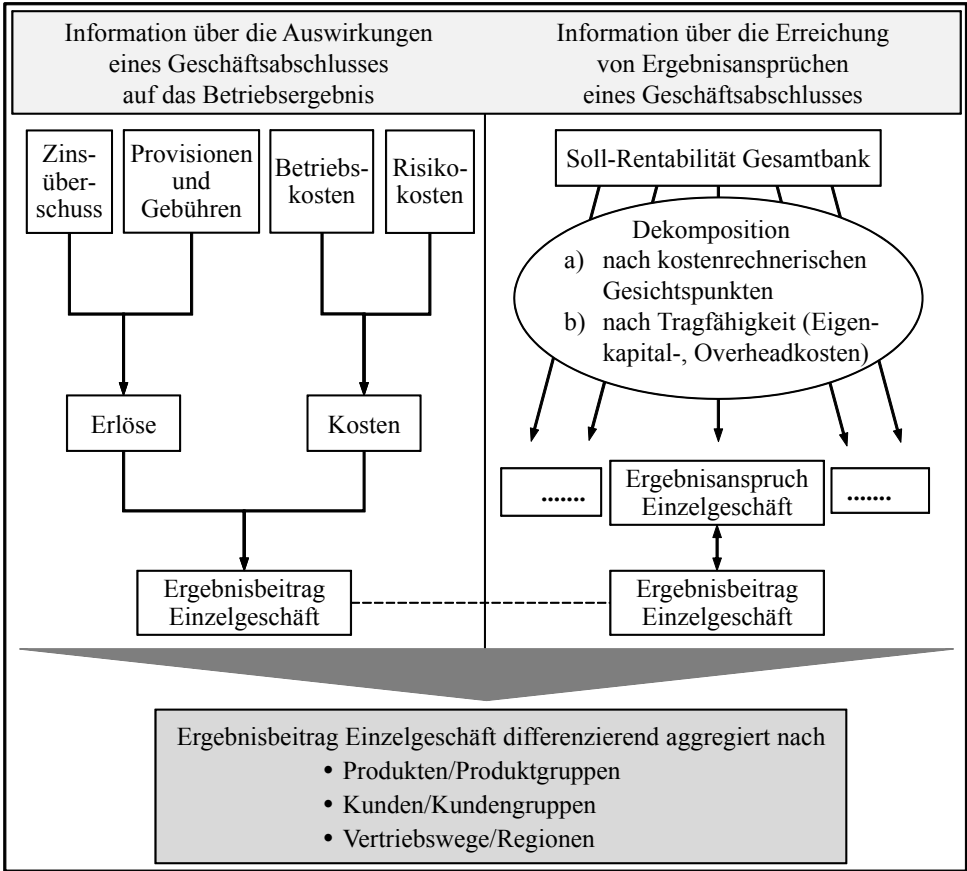 Information über die Auswirkungen
eines Geschäftsabschlusses
auf das Betriebsergebnis
Information über die Erreichung
von Ergebnisansprüchen
eines Geschäftsabschlusses
Zins-
über-
schuss
Provisionen
und
Gebühren
Betriebs-
kosten
Risiko-
kosten
Erlöse
Kosten
Ergebnisbeitrag
Einzelgeschäft
Soll-Rentabilität Gesamtbank
Dekomposition
a) nach kostenrechnerischen
Gesichtspunkten
b) nach Tragfähigkeit (Eigen-
kapital-, Overheadkosten)
.......
Ergebnisanspruch
Einzelgeschäft
.......
Ergebnisbeitrag
Einzelgeschäft
Ergebnisbeitrag Einzelgeschäft differenzierend aggregiert nach
• Produkten/Produktgruppen
• Kunden/Kundengruppen
• Vertriebswege/Regionen